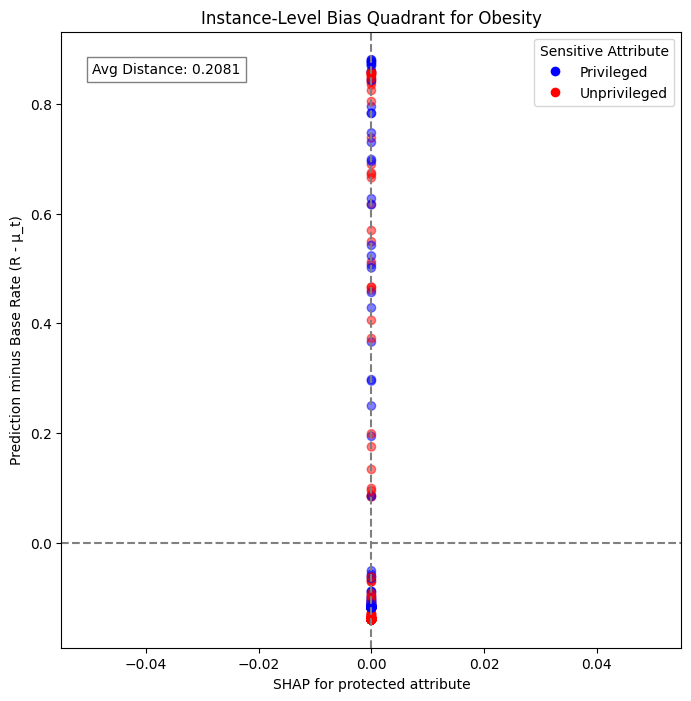 Instance-Level Bias Quadrant for Obesity
Avg Distance: 0.2081
Sensitive Attribute
Privileged
Unprivileged
Prediction minus Base Rate (R - μ_t)
0.8
0.6
0.4
0.2
0.0
−0.04
−0.02
0.00
0.02
0.04
SHAP for protected attribute